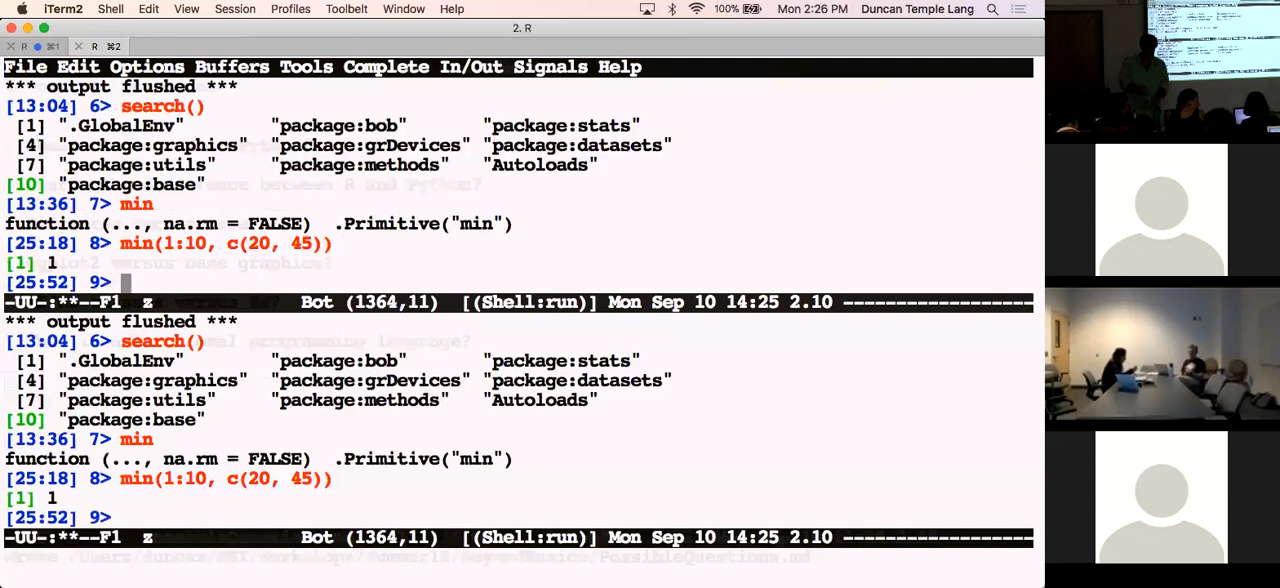 iTerm2 Shell Edit View Session Profiles Toolbelt Window Help 100% Mon 2:26 PM Duncan Temple Lang
2. R
R ⌘1 R ⌘2
File Edit Options Buffers Tools Complete In/Out Signals Help
*** output flushed ***
[13:04] 6> search()
[1] ".GlobalEnv" "package:bob" "package:stats"
[4] "package:graphics" "package:grDevices" "package:datasets"
[7] "package:utils" "package:methods" "Autoloads"
[10] "package:base"
[13:36] 7> min
function (..., na.rm = FALSE) .Primitive("min")
[25:18] 8> min(1:10, c(20, 45))
[1] 1
[25:52] 9>
-UU-:**--F1 z Bot (1364,11) [(Shell:run)] Mon Sep 10 14:25 2.10 -------------------
*** output flushed ***
[13:04] 6> search()
[1] ".GlobalEnv" "package:bob" "package:stats"
[4] "package:graphics" "package:grDevices" "package:datasets"
[7] "package:utils" "package:methods" "Autoloads"
[10] "package:base"
[13:36] 7> min
function (..., na.rm = FALSE) .Primitive("min")
[25:18] 8> min(1:10, c(20, 45))
[1] 1
[25:52] 9>
-UU-:**--F1 z Bot (1364,11) [(Shell:run)] Mon Sep 10 14:25 2.10 -------------------